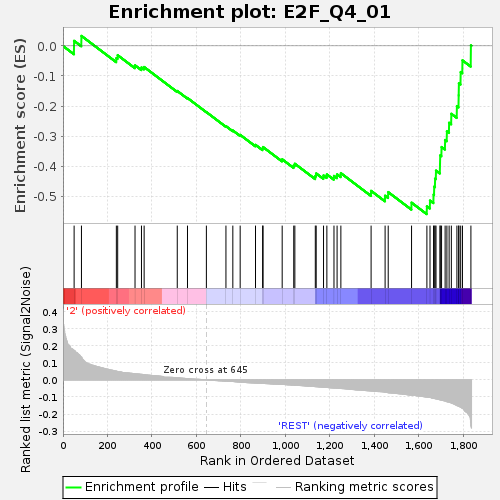 Enrichment plot: E2F_Q4_01
Enrichment score (ES)
0.0
-0.1
-0.2
-0.3
-0.4
-0.5
'2' (positively correlated)
Ranked list metric (Signal2Noise)
0.4
0.3
0.2
0.1
0.0
-0.1
-0.2
-0.3
Zero cross at 645
'REST' (negatively correlated)
0 200 400 600 800 1,000 1,200 1,400 1,600 1,800
Rank in Ordered Dataset
Enrichment profile Hits Ranking metric scores